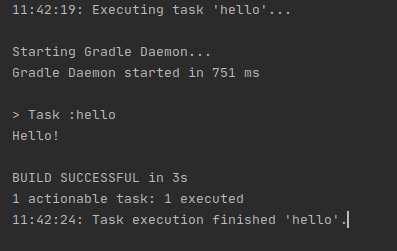 11:42:19: Executing task 'hello'...
Starting Gradle Daemon...
Gradle Daemon started in 751 ms
> Task :hello
Hello!
BUILD SUCCESSFUL in 3s
1 actionable task: 1 executed
11:42:24: Task execution finished 'hello'.